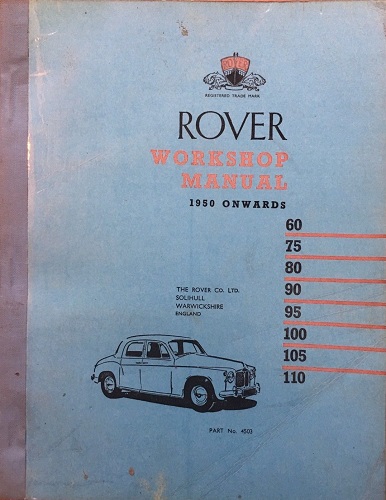 ROVER
REGISTERED TRADE MARK
ROVER
WORKSHOP
MANUAL
1950 ONWARDS
60
75
80
90
95
100
105
110
THE ROVER CO. LTD.
SOLIHULL
WARWICKSHIRE
ENGLAND
PART No. 4503